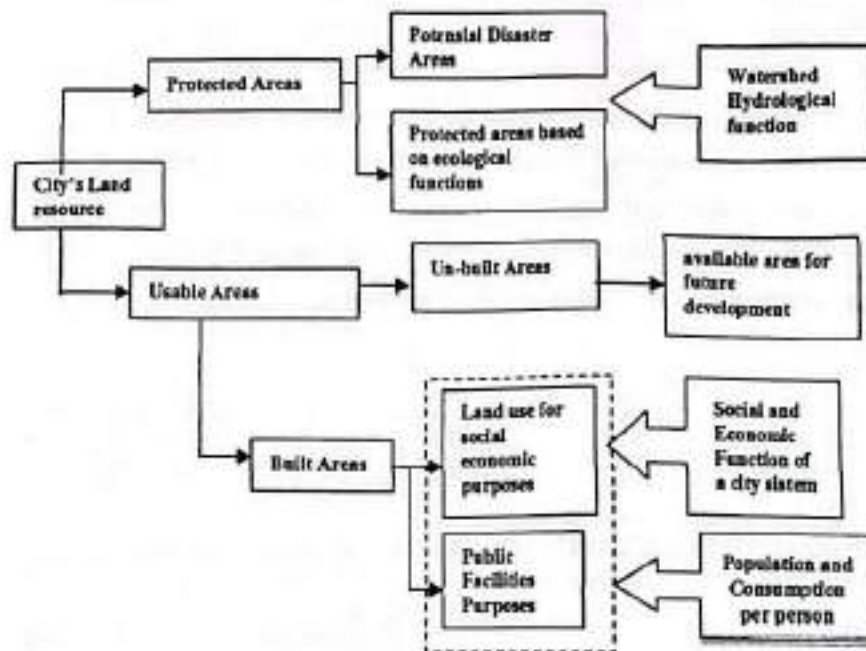 Potensial Disaster
Areas
Protected Areas
Watershed
Hydrological
function
Protected areas based
on ecological
functions
City's Land
resource
Usable Areas
Un-built Areas
available area for
future
development
Land use for
social
economic
purposes
Social and
Economic
Function of
a city sistem
Built Areas
Public
Facilities
Purposes
Population and
Consumption
per person